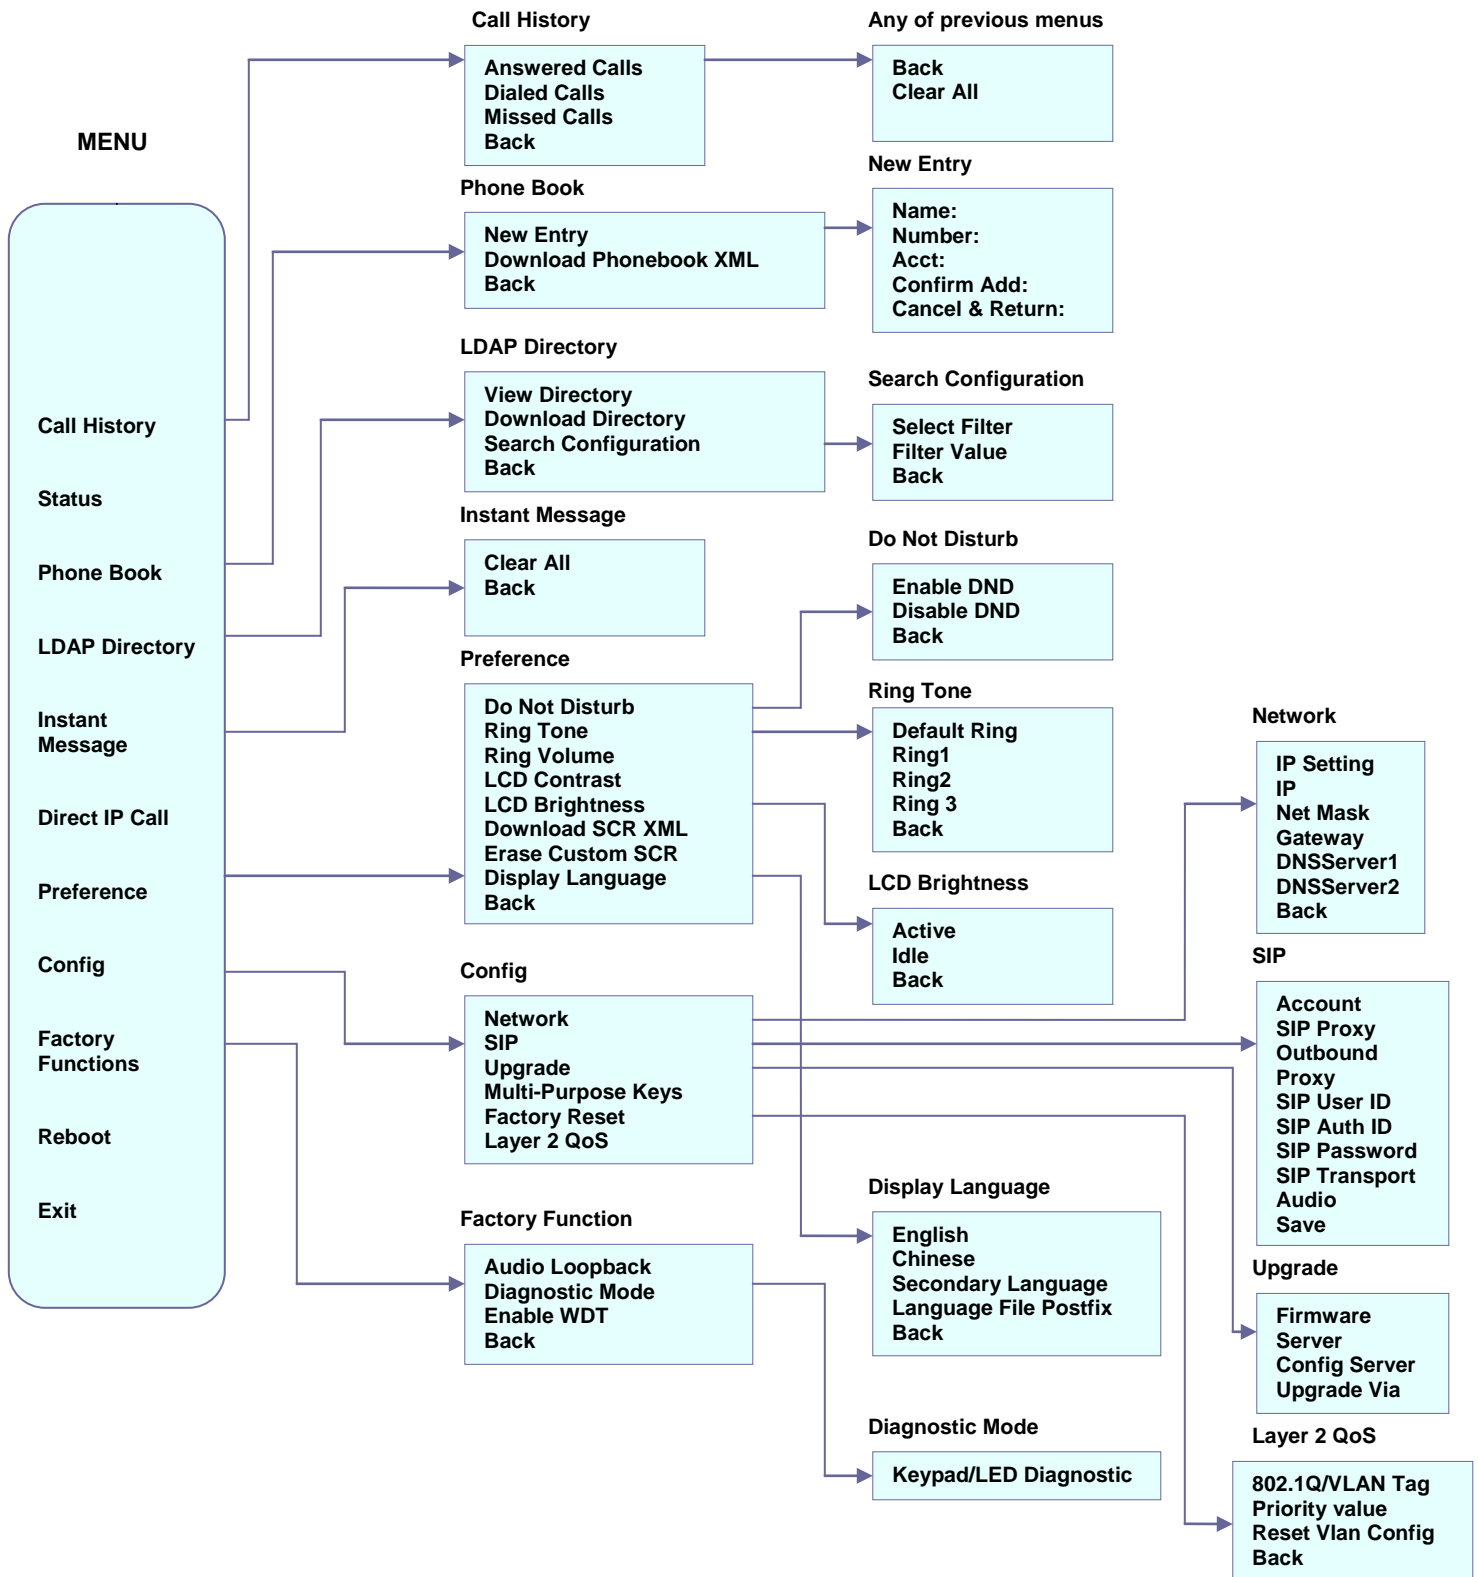 MENU
Call History
Status
Phone Book
LDAP Directory
Instant
Message
Direct IP Call
Preference
Config
Factory
Functions
Reboot
Exit
Call History
Answered Calls
Dialed Calls
Missed Calls
Back
Any of previous menus
Back
Clear All
Phone Book
New Entry
Download Phonebook XML
Back
New Entry
Name:
Number:
Acct:
Confirm Add:
Cancel & Return:
LDAP Directory
View Directory
Download Directory
Search Configuration
Back
Search Configuration
Select Filter
Filter Value
Back
Instant Message
Clear All
Back
Preference
Do Not Disturb
Ring Tone
Ring Volume
LCD Contrast
LCD Brightness
Download SCR XML
Erase Custom SCR
Display Language
Back
Do Not Disturb
Enable DND
Disable DND
Back
Ring Tone
Default Ring
Ring1
Ring2
Ring 3
Back
LCD Brightness
Active
Idle
Back
Display Language
English
Chinese
Secondary Language
Language File Postfix
Back
Config
Network
SIP
Upgrade
Multi-Purpose Keys
Factory Reset
Layer 2 QoS
Network
IP Setting
IP
Net Mask
Gateway
DNSServer1
DNSServer2
Back
SIP
Account
SIP Proxy
Outbound
Proxy
SIP User ID
SIP Auth ID
SIP Password
SIP Transport
Audio
Save
Upgrade
Firmware
Server
Config Server
Upgrade Via
Layer 2 QoS
802.1Q/VLAN Tag
Priority value
Reset Vlan Config
Back
Factory Function
Audio Loopback
Diagnostic Mode
Enable WDT
Back
Diagnostic Mode
Keypad/LED Diagnostic